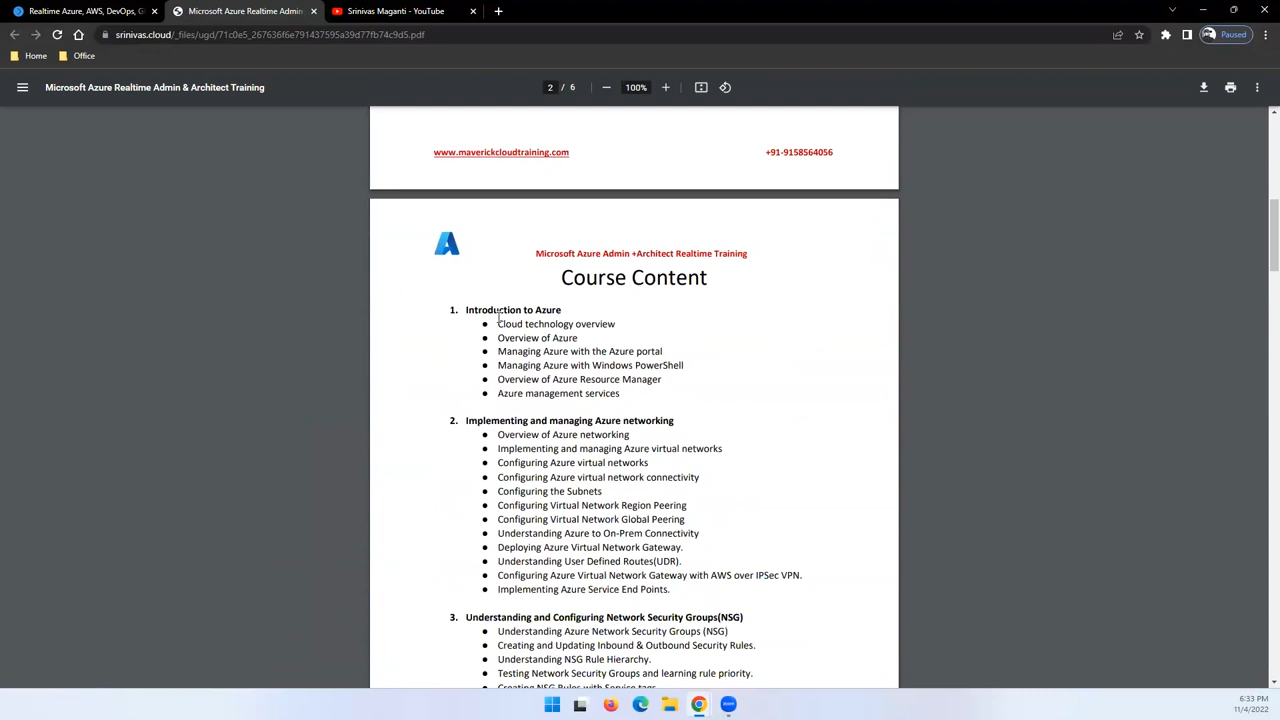 Realtime Azure, AWS, DevOps, G
Microsoft Azure Realtime Admin
Srinivas Maganti - YouTube
srinivas.cloud/_files/ugd/71c0e5_267636f6e791437595a39d77fb74c9d5.pdf
Paused
Home
Office
Microsoft Azure Realtime Admin & Architect Training
2 / 6
100%
www.maverickcloudtraining.com
+91-9158564056
Microsoft Azure Admin +Architect Realtime Training
Course Content
1. Introduction to Azure
● Cloud technology overview
● Overview of Azure
● Managing Azure with the Azure portal
● Managing Azure with Windows PowerShell
● Overview of Azure Resource Manager
● Azure management services
2. Implementing and managing Azure networking
● Overview of Azure networking
● Implementing and managing Azure virtual networks
● Configuring Azure virtual networks
● Configuring Azure virtual network connectivity
● Configuring the Subnets
● Configuring Virtual Network Region Peering
● Configuring Virtual Network Global Peering
● Understanding Azure to On-Prem Connectivity
● Deploying Azure Virtual Network Gateway.
● Understanding User Defined Routes(UDR).
● Configuring Azure Virtual Network Gateway with AWS over IPSec VPN.
● Implementing Azure Service End Points.
3. Understanding and Configuring Network Security Groups(NSG)
● Understanding Azure Network Security Groups (NSG)
● Creating and Updating Inbound & Outbound Security Rules.
● Understanding NSG Rule Hierarchy.
● Testing Network Security Groups and learning rule priority.
● Creating NSG Rules with Service tags
zoom
6:33 PM
11/4/2022